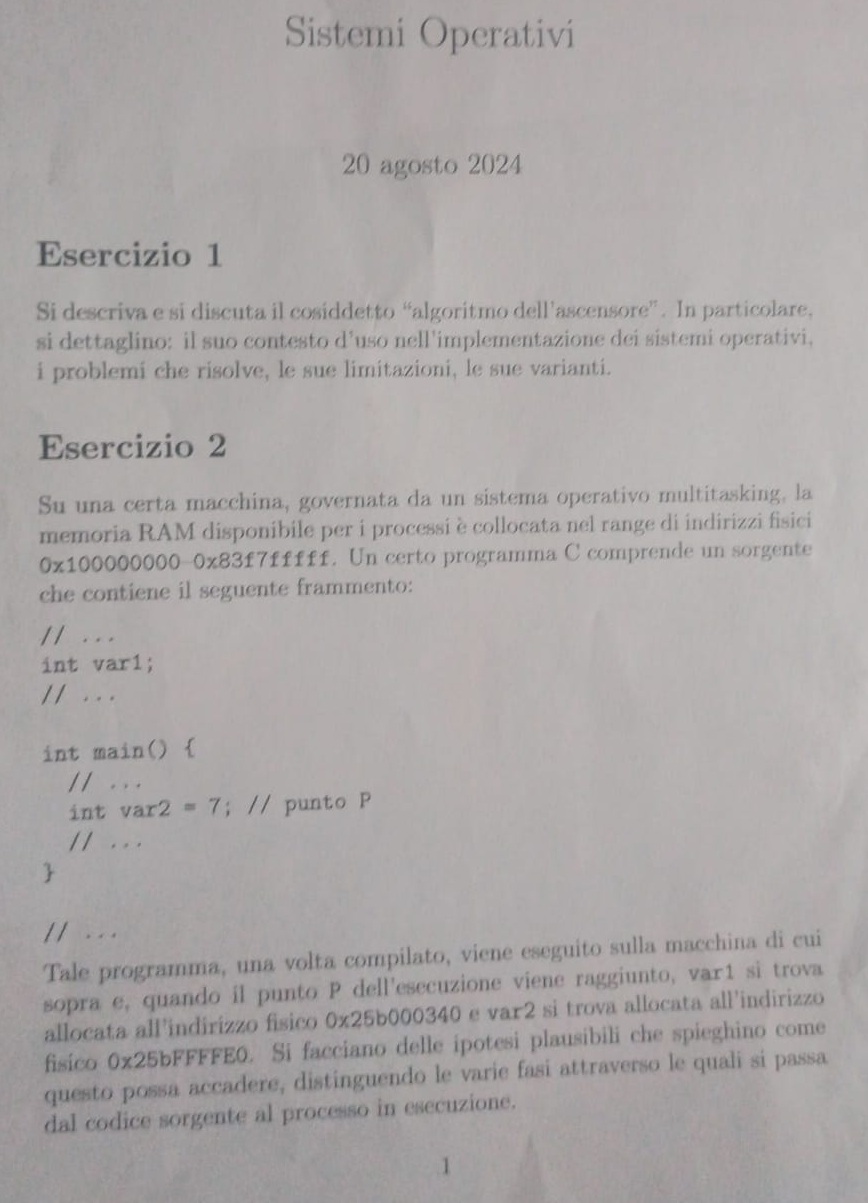 Sistemi Operativi
20 agosto 2024
Esercizio 1
Si descriva e si discuta il cosiddetto “algoritmo dell'ascensore”. In particolare,
si dettaglino: il suo contesto d'uso nell'implementazione dei sistemi operativi,
i problemi che risolve, le sue limitazioni, le sue varianti.
Esercizio 2
Su una certa macchina, governata da un sistema operativo multitasking, la
memoria RAM disponibile per i processi è collocata nel range di indirizzi fisici
0x100000000–0x83f7fffff. Un certo programma C comprende un sorgente
che contiene il seguente frammento:
// ...
int var1;
// ...
int main() {
// ...
int var2 = 7; // punto P
// ...
}
// ...
Tale programma, una volta compilato, viene eseguito sulla macchina di cui
sopra e, quando il punto P dell'esecuzione viene raggiunto, var1 si trova
allocata all'indirizzo fisico 0x25b000340 e var2 si trova allocata all'indirizzo
fisico 0x25bFFFFE0. Si facciano delle ipotesi plausibili che spieghino come
questo possa accadere, distinguendo le varie fasi attraverso le quali si passa
dal codice sorgente al processo in esecuzione.
1